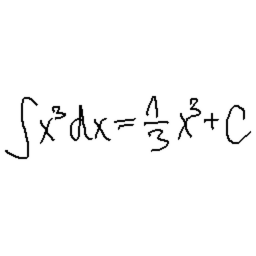 ∫x³dx = 1/3 x³ + C